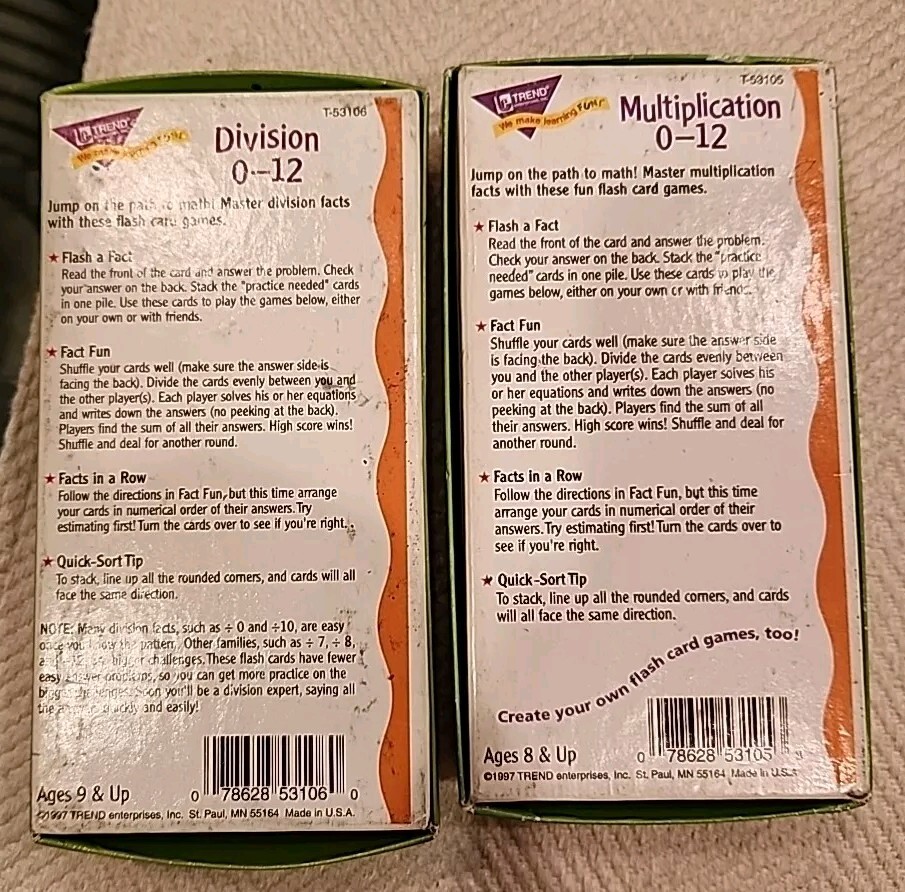 TREND
T-53106
Division
0–12
Jump on the path to math! Master division facts
with these flash card games.
★ Flash a Fact
Read the front of the card and answer the problem. Check
your answer on the back. Stack the "practice needed" cards
in one pile. Use these cards to play the games below, either
on your own or with friends.
★ Fact Fun
Shuffle your cards well (make sure the answer side is
facing the back). Divide the cards evenly between you and
the other player(s). Each player solves his or her equations
and writes down the answers (no peeking at the back).
Players find the sum of all their answers. High score wins!
Shuffle and deal for another round.
★ Facts in a Row
Follow the directions in Fact Fun, but this time arrange
your cards in numerical order of their answers. Try
estimating first! Turn the cards over to see if you're right.
★ Quick-Sort Tip
To stack, line up all the rounded corners, and cards will all
face the same direction.
NOTE: Many division facts, such as ÷ 0 and ÷10, are easy
once you know the pattern. Other families, such as ÷ 7, ÷ 8,
challenges. These flash cards have fewer
easy answer problems, so you can get more practice on the
Soon you'll be a division expert, saying all
the quickly and easily!
Ages 9 & Up
0 78628 53106 0
©1997 TREND enterprises, Inc. St. Paul, MN 55164 Made in U.S.A.
TREND
We make learning FUN!
T-53105
Multiplication
0–12
Jump on the path to math! Master multiplication
facts with these fun flash card games.
★ Flash a Fact
Read the front of the card and answer the problem.
Check your answer on the back. Stack the "practice
needed" cards in one pile. Use these cards to play the
games below, either on your own or with friends.
★ Fact Fun
Shuffle your cards well (make sure the answer side
is facing the back). Divide the cards evenly between
you and the other player(s). Each player solves his
or her equations and writes down the answers (no
peeking at the back). Players find the sum of all
their answers. High score wins! Shuffle and deal for
another round.
★ Facts in a Row
Follow the directions in Fact Fun, but this time
arrange your cards in numerical order of their
answers. Try estimating first! Turn the cards over to
see if you're right.
★ Quick-Sort Tip
To stack, line up all the rounded corners, and cards
will all face the same direction.
Create your own flash card games, too!
Ages 8 & Up
0 78628 53105
©1997 TREND enterprises, Inc. St. Paul, MN 55164 Made in U.S.A.